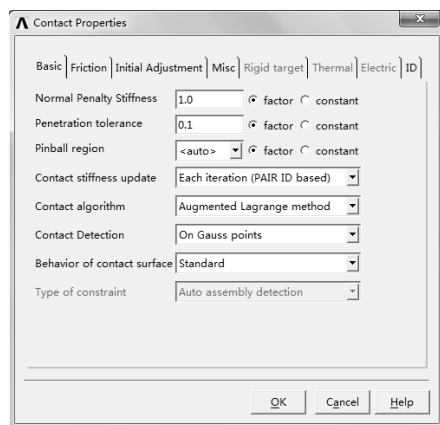 Contact Properties
Basic Friction Initial Adjustment Misc Rigid target Thermal Electric ID
Normal Penalty Stiffness 1.0 factor constant
Penetration tolerance 0.1 factor constant
Pinball region <auto> factor constant
Contact stiffness update Each iteration (PAIR ID based)
Contact algorithm Augmented Lagrange method
Contact Detection On Gauss points
Behavior of contact surface Standard
Type of constraint Auto assembly detection
OK Cancel Help